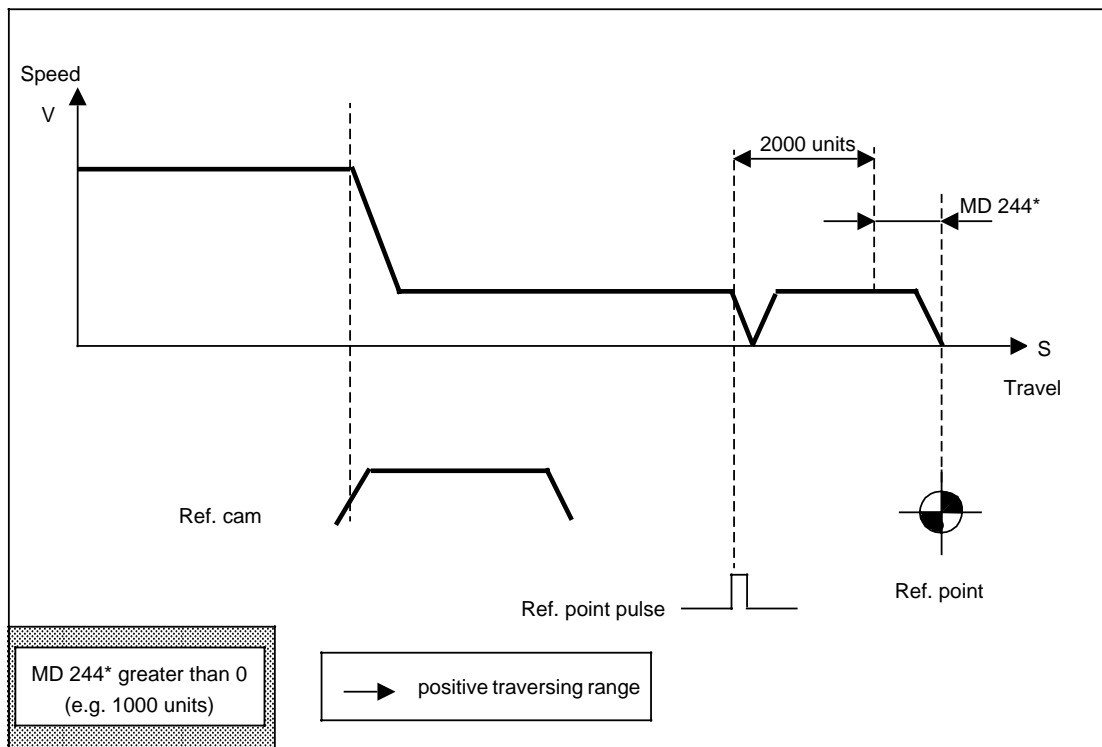 Speed
V
2000 units
MD 244*
S
Travel
Ref. cam
Ref. point pulse
Ref. point
MD 244* greater than 0
(e.g. 1000 units)
positive traversing range